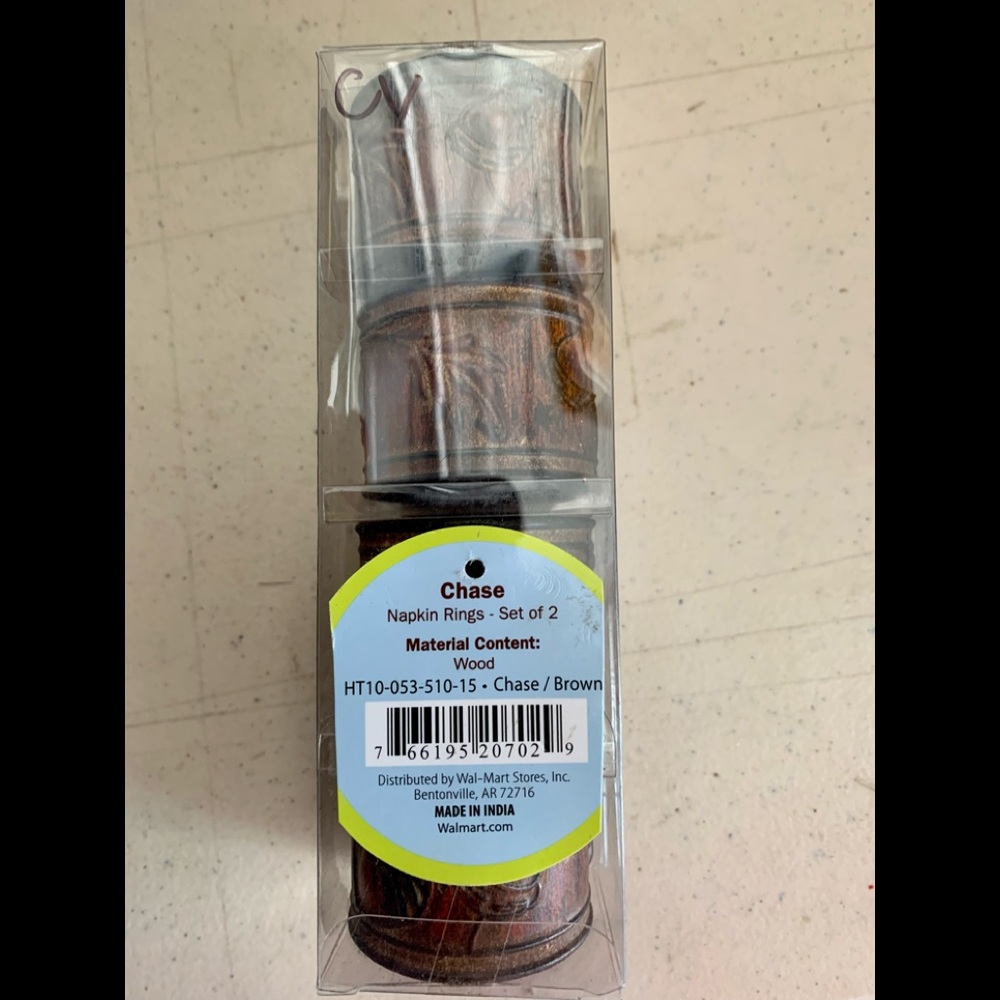 CV
Chase
Napkin Rings - Set of 2
Material Content:
Wood
HT10-053-510-15 • Chase / Brown
7 66195 20702 9
Distributed by Wal-Mart Stores, Inc.
Bentonville, AR 72716
MADE IN INDIA
Walmart.com